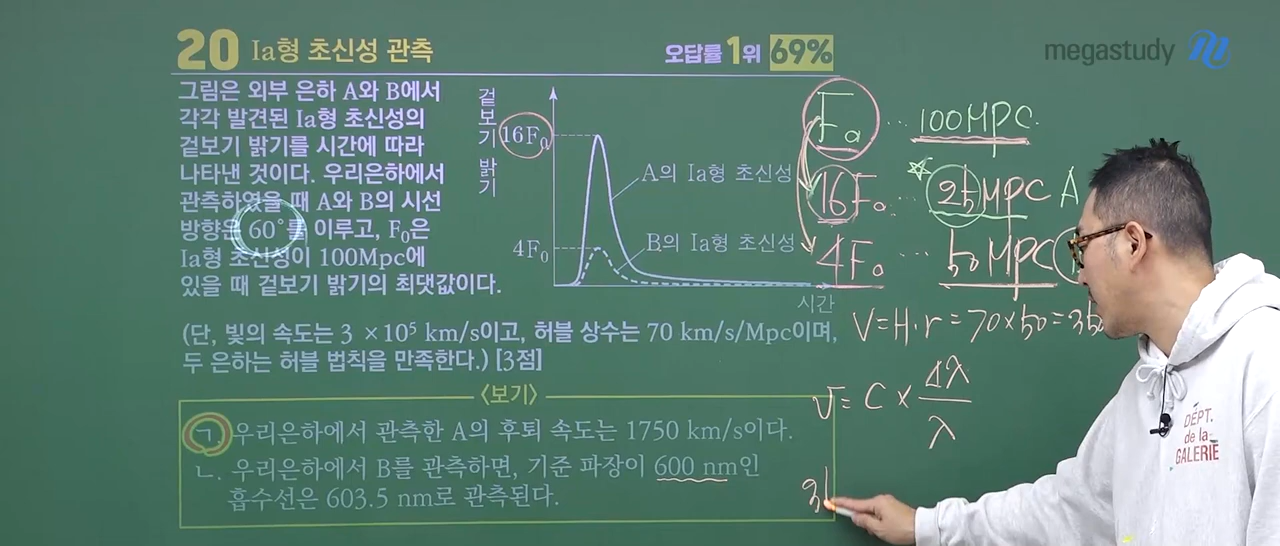 20 Ia형 초신성 관측
오답률 1위 69%
megastudy
그림은 외부 은하 A와 B에서
각각 발견된 Ia형 초신성의
겉보기 밝기를 시간에 따라
나타낸 것이다. 우리은하에서
관측하였을 때 A와 B의 시선
방향은 60°를 이루고, F₀은
Ia형 초신성이 100Mpc에
있을 때 겉보기 밝기의 최댓값이다.
겉보기 밝기
16F₀
4F₀
A의 Ia형 초신성
B의 Ia형 초신성
시간
(단, 빛의 속도는 3 ×10⁵ km/s이고, 허블 상수는 70 km/s/Mpc이며,
두 은하는 허블 법칙을 만족한다.) [3점]
〈보기〉
ㄱ. 우리은하에서 관측한 A의 후퇴 속도는 1750 km/s이다.
ㄴ. 우리은하에서 B를 관측하면, 기준 파장이 600 nm인
흡수선은 603.5 nm로 관측된다.
F₀ ··· 100MPC
16F₀ ··· 25MPC A
4F₀ ··· 50MPC
V=H·r=70×50=350
V= C × Δλ
λ
DÉPT.
de la-
GALERIE